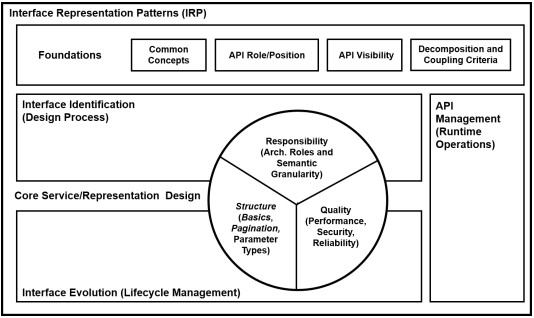 Interface Representation Patterns (IRP)
Foundations
Common
Concepts
API Role/Position
API Visibility
Decomposition and
Coupling Criteria
Interface Identification
(Design Process)
API
Management
(Runtime
Operations)
Responsibility
(Arch. Roles and
Semantic
Granularity)
Core Service/Representation Design
Structure
(Basics,
Pagination,
Parameter
Types)
Quality
(Performance,
Security,
Reliability)
Interface Evolution (Lifecycle Management)